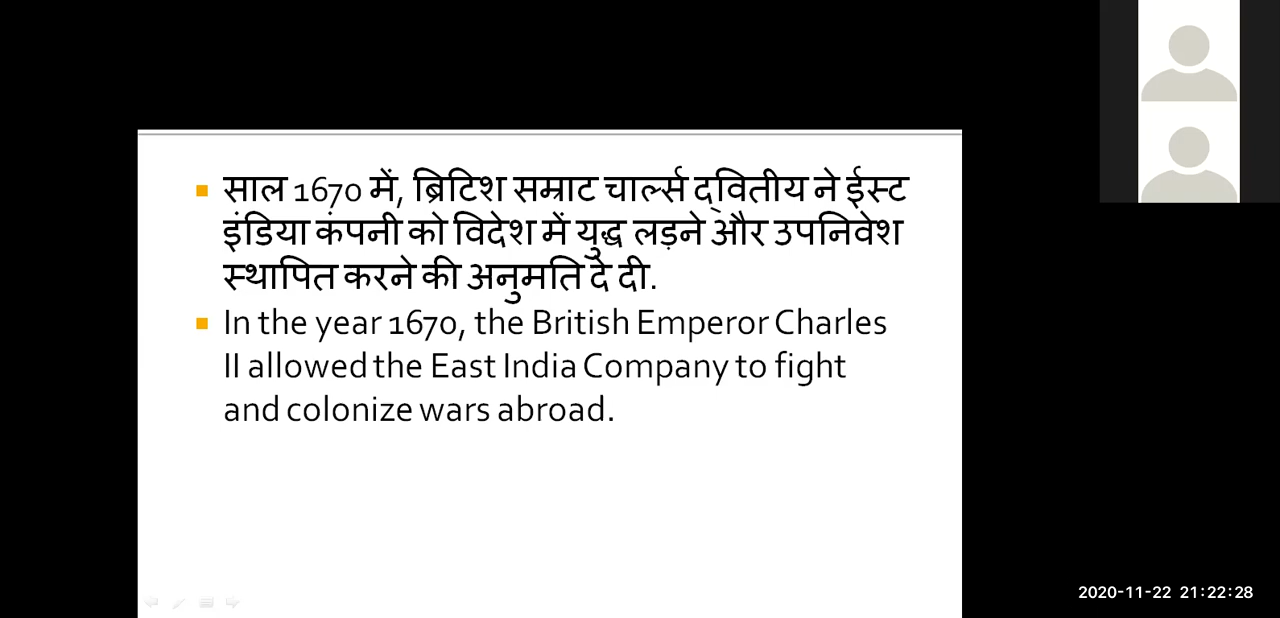 साल 1670 में, ब्रिटिश सम्राट चार्ल्स द्वितीय ने ईस्ट
इंडिया कंपनी को विदेश में युद्ध लड़ने और उपनिवेश
स्थापित करने की अनुमति दे दी.
In the year 1670, the British Emperor Charles
II allowed the East India Company to fight
and colonize wars abroad.
2020-11-22 21:22:28